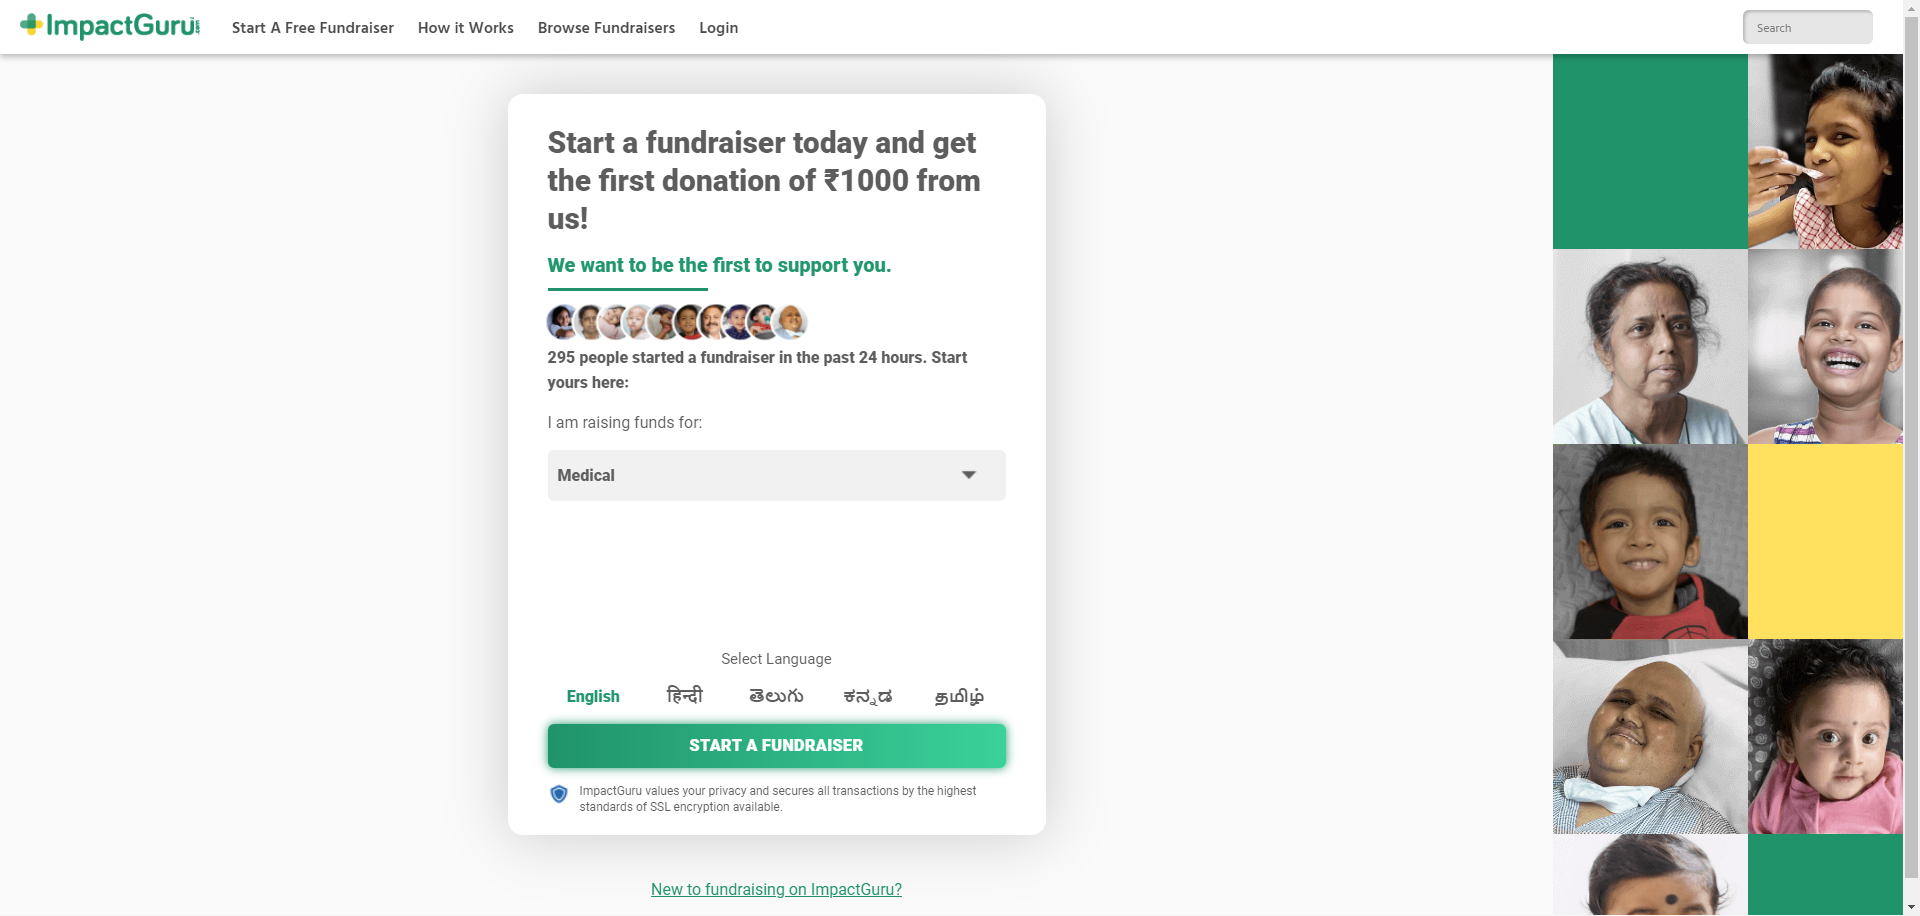 ImpactGuru
Start A Free Fundraiser
How it Works
Browse Fundraisers
Login
Search
Start a fundraiser today and get
the first donation of ₹1000 from
us!
We want to be the first to support you.
295 people started a fundraiser in the past 24 hours. Start
yours here:
I am raising funds for:
Medical
Select Language
English
हिन्दी
తెలుగు
ಕನ್ನಡ
தமிழ்
START A FUNDRAISER
ImpactGuru values your privacy and secures all transactions by the highest
standards of SSL encryption available.
New to fundraising on ImpactGuru?